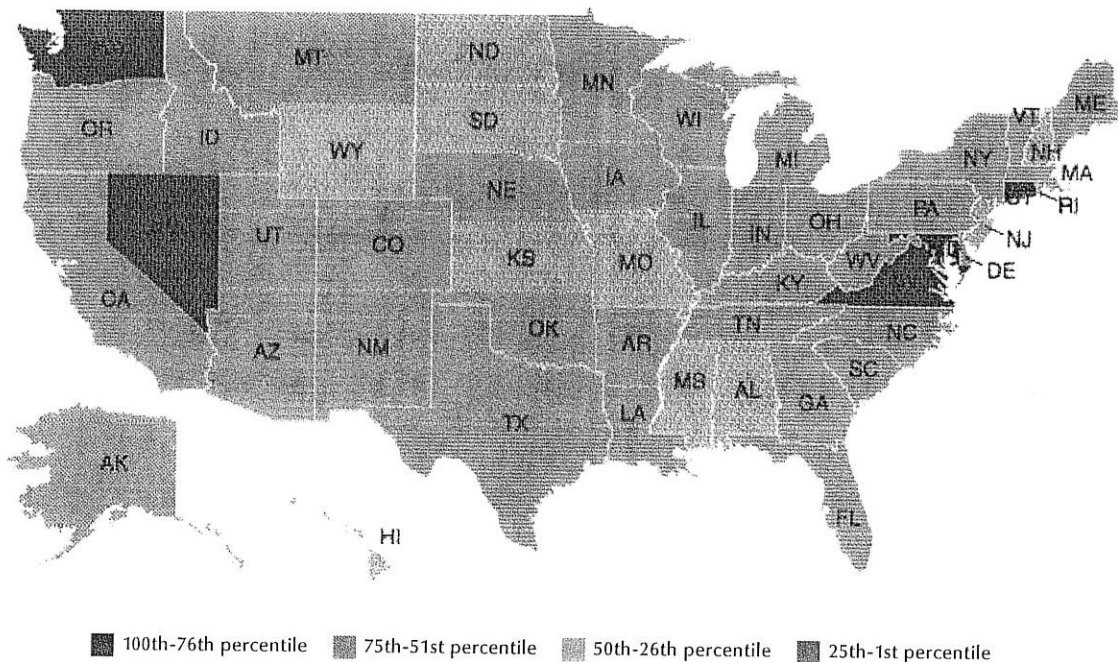 MT
ND
MN
ME
VT
OR
ID
SD
WI
NH
WY
MI
NY
MA
NE
IA
PA
RI
CT
UT
CO
IL
IN
OH
NJ
KS
MO
WV
DE
CA
KY
OK
TN
NC
AZ
NM
AR
SC
MS
AL
GA
LA
TX
AK
FL
HI
100th-76th percentile 75th-51st percentile 50th-26th percentile 25th-1st percentile